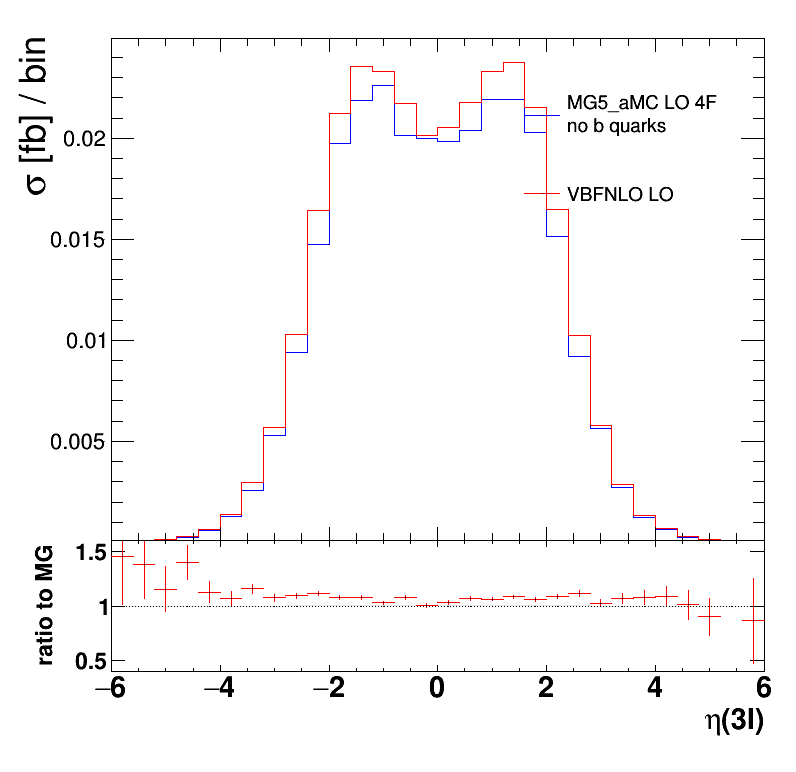 σ [fb] / bin
0.02
0.015
0.01
0.005
MG5_aMC LO 4F
no b quarks
VBFNLO LO
ratio to MG
1.5
1
0.5
−6 −4 −2 0 2 4 6
η(3l)